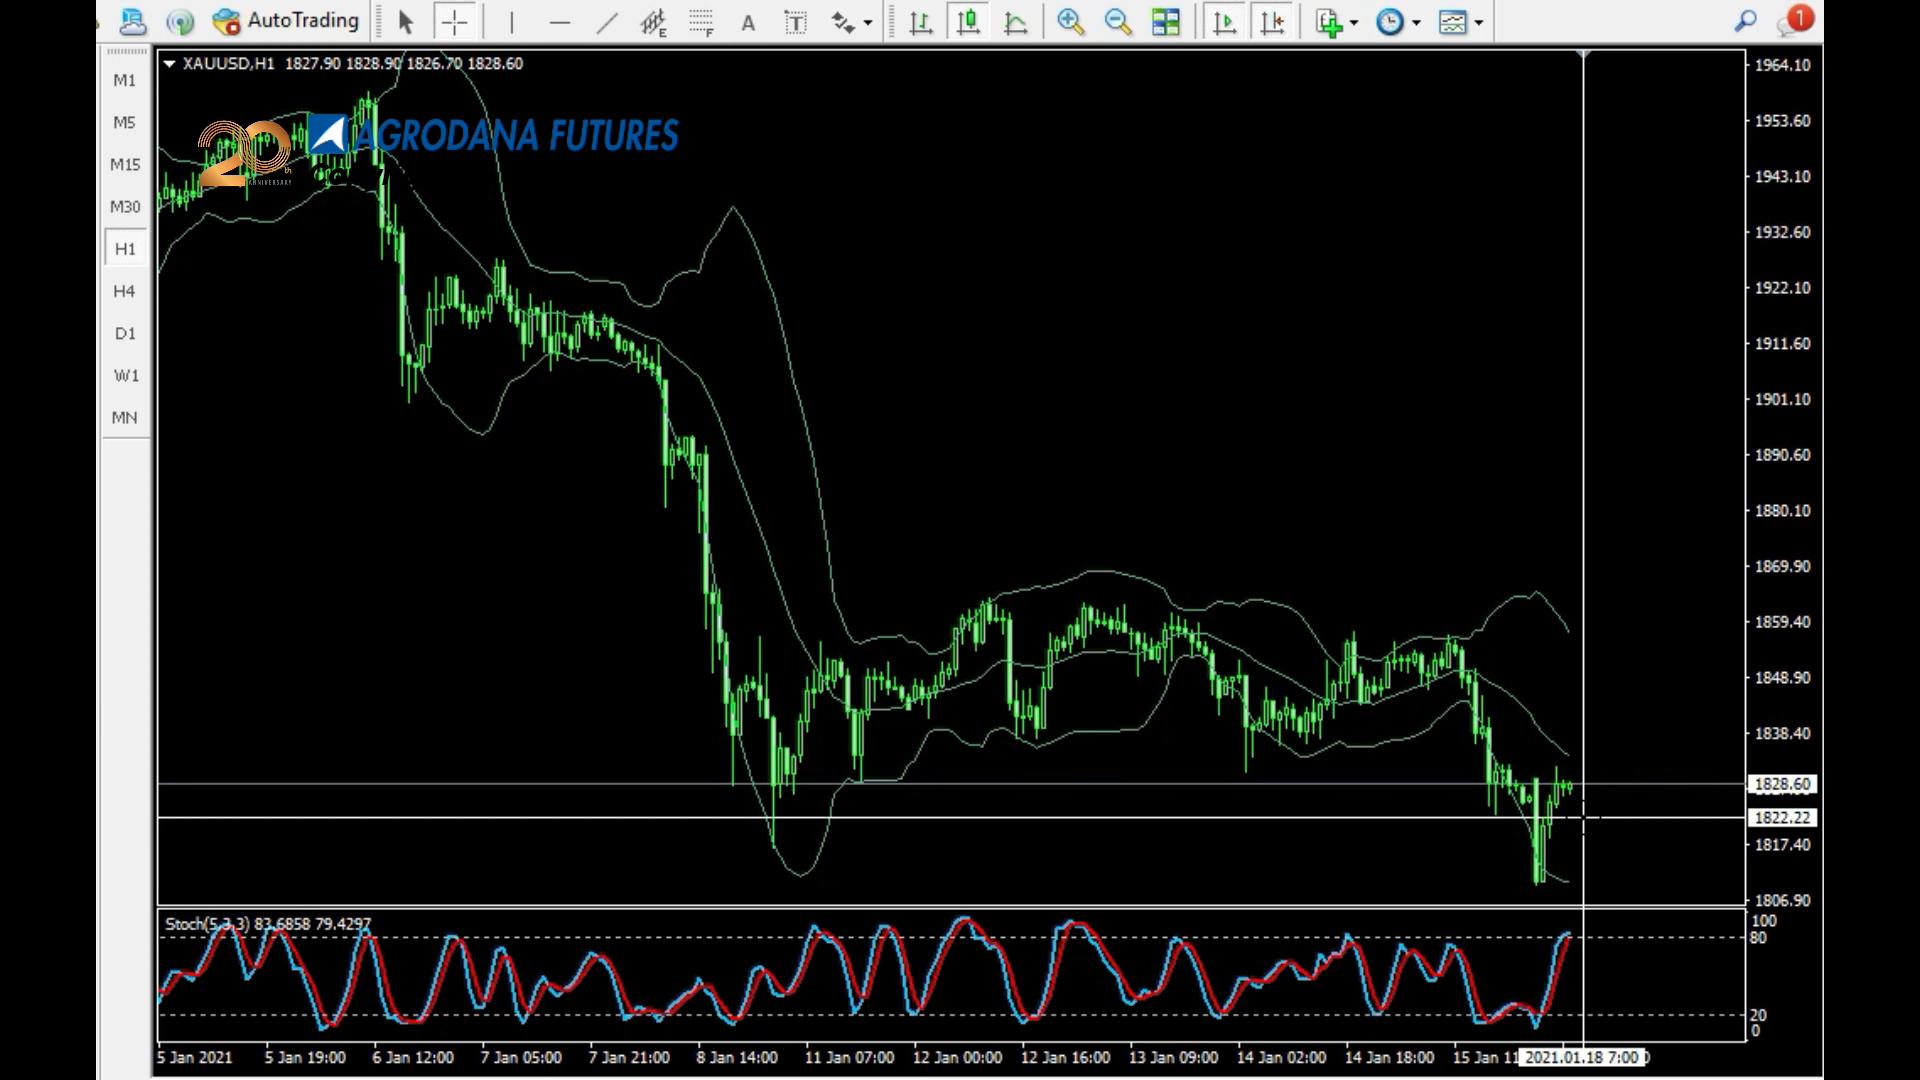 AutoTrading
A
T
E
F
1
M1
M5
M15
M30
H1
H4
D1
W1
MN
XAUUSD,H1 1827.90 1828.90 1826.70 1828.60
20th ANNIVERSARY
AGRODANA FUTURES
1964.10
1953.60
1943.10
1932.60
1922.10
1911.60
1901.10
1890.60
1880.10
1869.90
1859.40
1848.90
1838.40
1828.60
1822.22
1817.40
1806.90
Stoch(5,3,3) 83.6858 79.4297
100
80
20
0
5 Jan 2021 5 Jan 19:00 6 Jan 12:00 7 Jan 05:00 7 Jan 21:00 8 Jan 14:00 11 Jan 07:00 12 Jan 00:00 12 Jan 16:00 13 Jan 09:00 14 Jan 02:00 14 Jan 18:00 15 Jan 11 2021.01.18 7:00